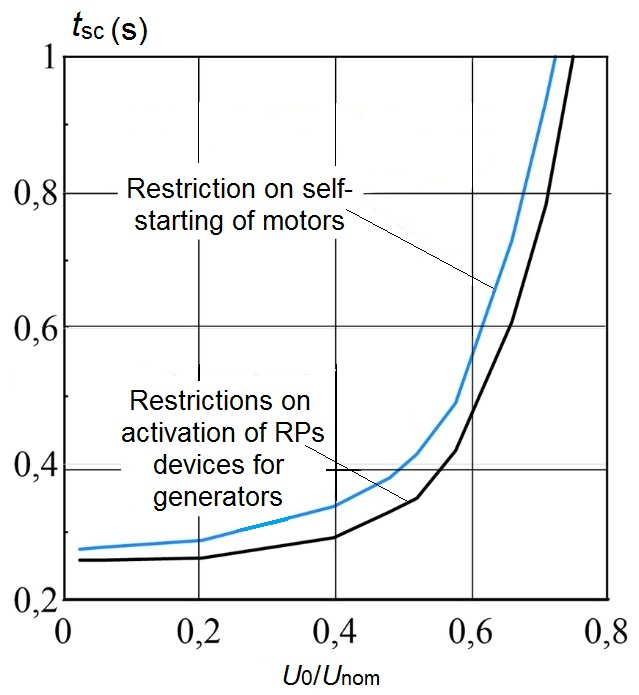 tsc (s)
1
0,8
0,6
0,4
0,2
Restriction on self-
starting of motors
Restrictions on
activation of RPs
devices for
generators
0
0,2
0,4
0,6
0,8
U0/Unom